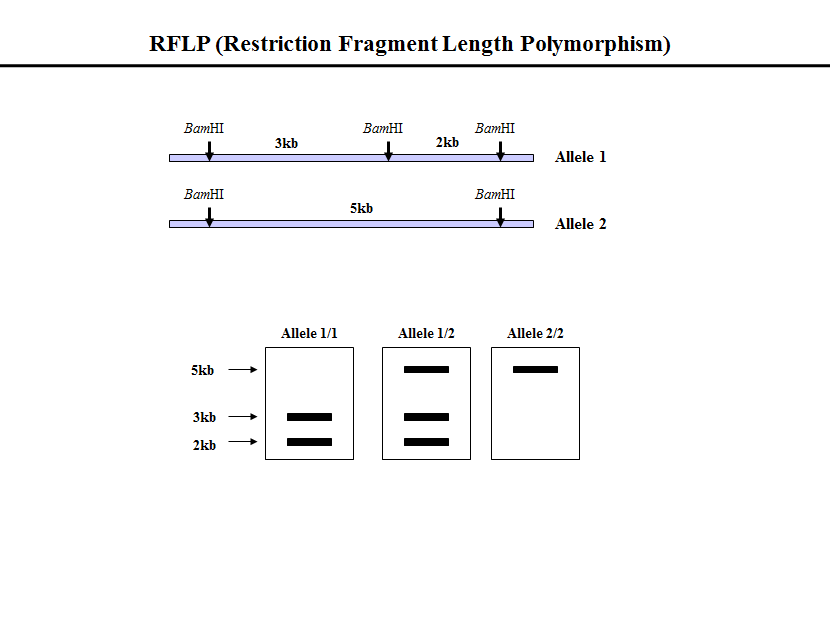 RFLP (Restriction Fragment Length Polymorphism)
BamHI BamHI BamHI
3kb 2kb
Allele 1
BamHI BamHI
5kb
Allele 2
Allele 1/1 Allele 1/2 Allele 2/2
5kb
3kb
2kb